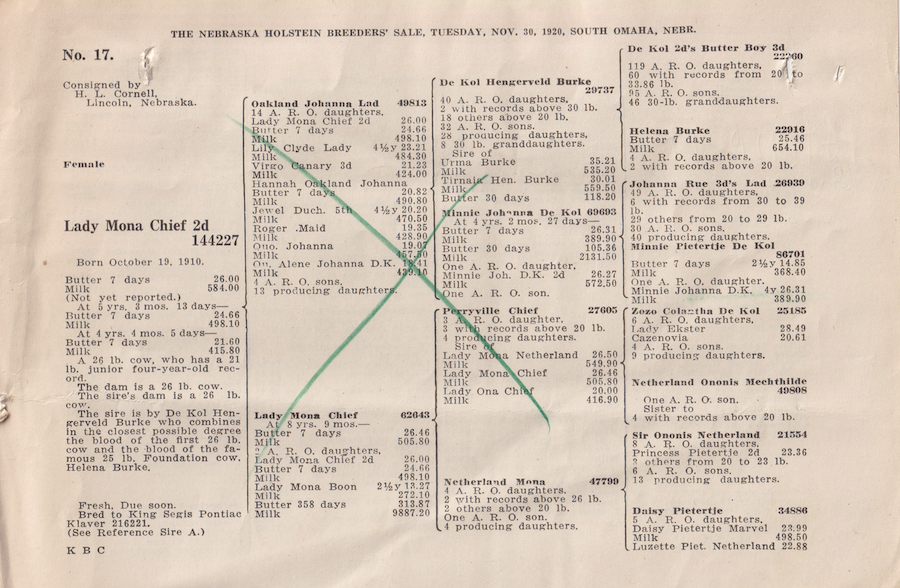 THE NEBRASKA HOLSTEIN BREEDERS' SALE, TUESDAY, NOV. 30, 1920, SOUTH OMAHA, NEBR.
No. 17.
Consigned by
H. L. Cornell,
Lincoln, Nebraska.
Female
Lady Mona Chief 2d
144227
Born October 19, 1910.
Butter 7 days 26.00
Milk 584.00
(Not yet reported.)
At 5 yrs. 3 mos. 13 days—
Butter 7 days 24.66
Milk 498.10
At 4 yrs. 4 mos. 5 days—
Butter 7 days 21.60
Milk 415.80
A 26 lb. cow, who has a 21
lb. junior four-year-old rec-
ord.
The dam is a 26 lb. cow.
The sire's dam is a 26 lb.
cow.
The sire is by De Kol Hen-
gerveld Burke who combines
in the closest possible degree
the blood of the first 26 lb.
cow and the blood of the fa-
mous 25 lb. Foundation cow,
Helena Burke.
Fresh. Due soon.
Bred to King Segis Pontiac
Klaver 216221.
(See Reference Sire A.)
K B C
Oakland Johanna Lad 49813
14 A. R. O. daughters.
Lady Mona Chief 2d 26.00
Butter 7 days 24.66
Milk 498.10
Lily Clyde Lady 4½y 23.21
Milk 484.30
Virgo Canary 3d 21.23
Milk 424.00
Hannah Oakland Johanna
Butter 7 days 20.82
Milk 490.80
Jewel Duch. 5th 4½y 20.20
Milk 470.50
Roger .Maid 19.35
Milk 428.90
Ono. Johanna 19.07
Milk
Alene Johanna D.K.
Milk 439.10
4 A. R. O. sons.
13 producing daughters.
Lady Mona Chief 62643
At 8 yrs. 9 mos.—
Butter 7 days 26.46
Milk 505.80
A. R. O. daughters,
Lady Mona Chief 2d 26.00
Butter 7 days 24.66
Milk 498.10
Lady Mona Boon 2½y 13.27
Milk 272.10
Butter 358 days 313.87
Milk 9887.20
De Kol Hengerveld Burke
29737
40 A. R. O. daughters,
2 with records above 30 lb.
18 others above 20 lb.
32 A. R. O. sons.
28 producing daughters,
8 30 lb. granddaughters.
Sire of
Urma Burke 35.21
Milk 535.20
Tirnaia Hen. Burke 30.01
Milk 559.50
Butter 30 days 118.20
Minnie Johanna De Kol 69693
At 4 yrs. 2 mos. 27 days—
Butter 7 days 26.31
Milk 389.90
Butter 30 days 105.36
Milk 2131.50
One A. R. O. daughter,
Minnie Joh. D.K. 2d 26.27
Milk 572.50
One A. R. O. son.
Perryville Chief 27605
3 A. R. O. daughter,
3 with records above 20 lb.
4 producing daughters.
Sire of
Lady Mona Netherland 26.50
Milk 549.90
Lady Mona Chief 26.46
Milk 505.80
Lady Ona Chief 20.00
Milk 416.90
Netherland Mona 47799
4 A. R. O. daughters,
2 with records above 26 lb.
2 others above 20 lb.
One A. R. O. son.
4 producing daughters.
De Kol 2d's Butter Boy 3d
119 A. R. O. daughters,
60 with records from 20 to
33.86 lb.
95 A. R. O. sons.
46 30-lb. granddaughters.
Helena Burke 22916
Butter 7 days 25.46
Milk 654.10
4 A. R. O. daughters,
2 with records above 20 lb.
Johanna Rue 3d's Lad 26939
49 A. R. O. daughters,
6 with records from 30 to 39
lb.
29 others from 20 to 29 lb.
30 A. R. O. sons.
40 producing daughters.
Minnie Pietertje De Kol
86701
Butter 7 days 2½y 14.85
Milk 368.40
One A. R. O. daughter.
Minnie Johanna D.K. 4y 26.31
Milk 389.90
Zozo Colantha De Kol 25185
6 A. R. O. daughters,
Lady Ekster 28.49
Cazenovia 20.61
4 A. R. O. sons.
9 producing daughters.
Netherland Ononis Mechthilde
49808
One A. R. O. son.
Sister to
4 with records above 20 lb.
Sir Ononis Netherland 21554
8 A. R. O. daughters,
Princess Pietertje 2d 23.36
others from 20 to 23 lb.
6 A. R. O. sons.
13 producing daughters.
Daisy Pietertje 34886
5 A. R. O. daughters,
Daisy Pietertje Marvel 23.99
Milk 498.50
Luzette Piet. Netherland 22.88